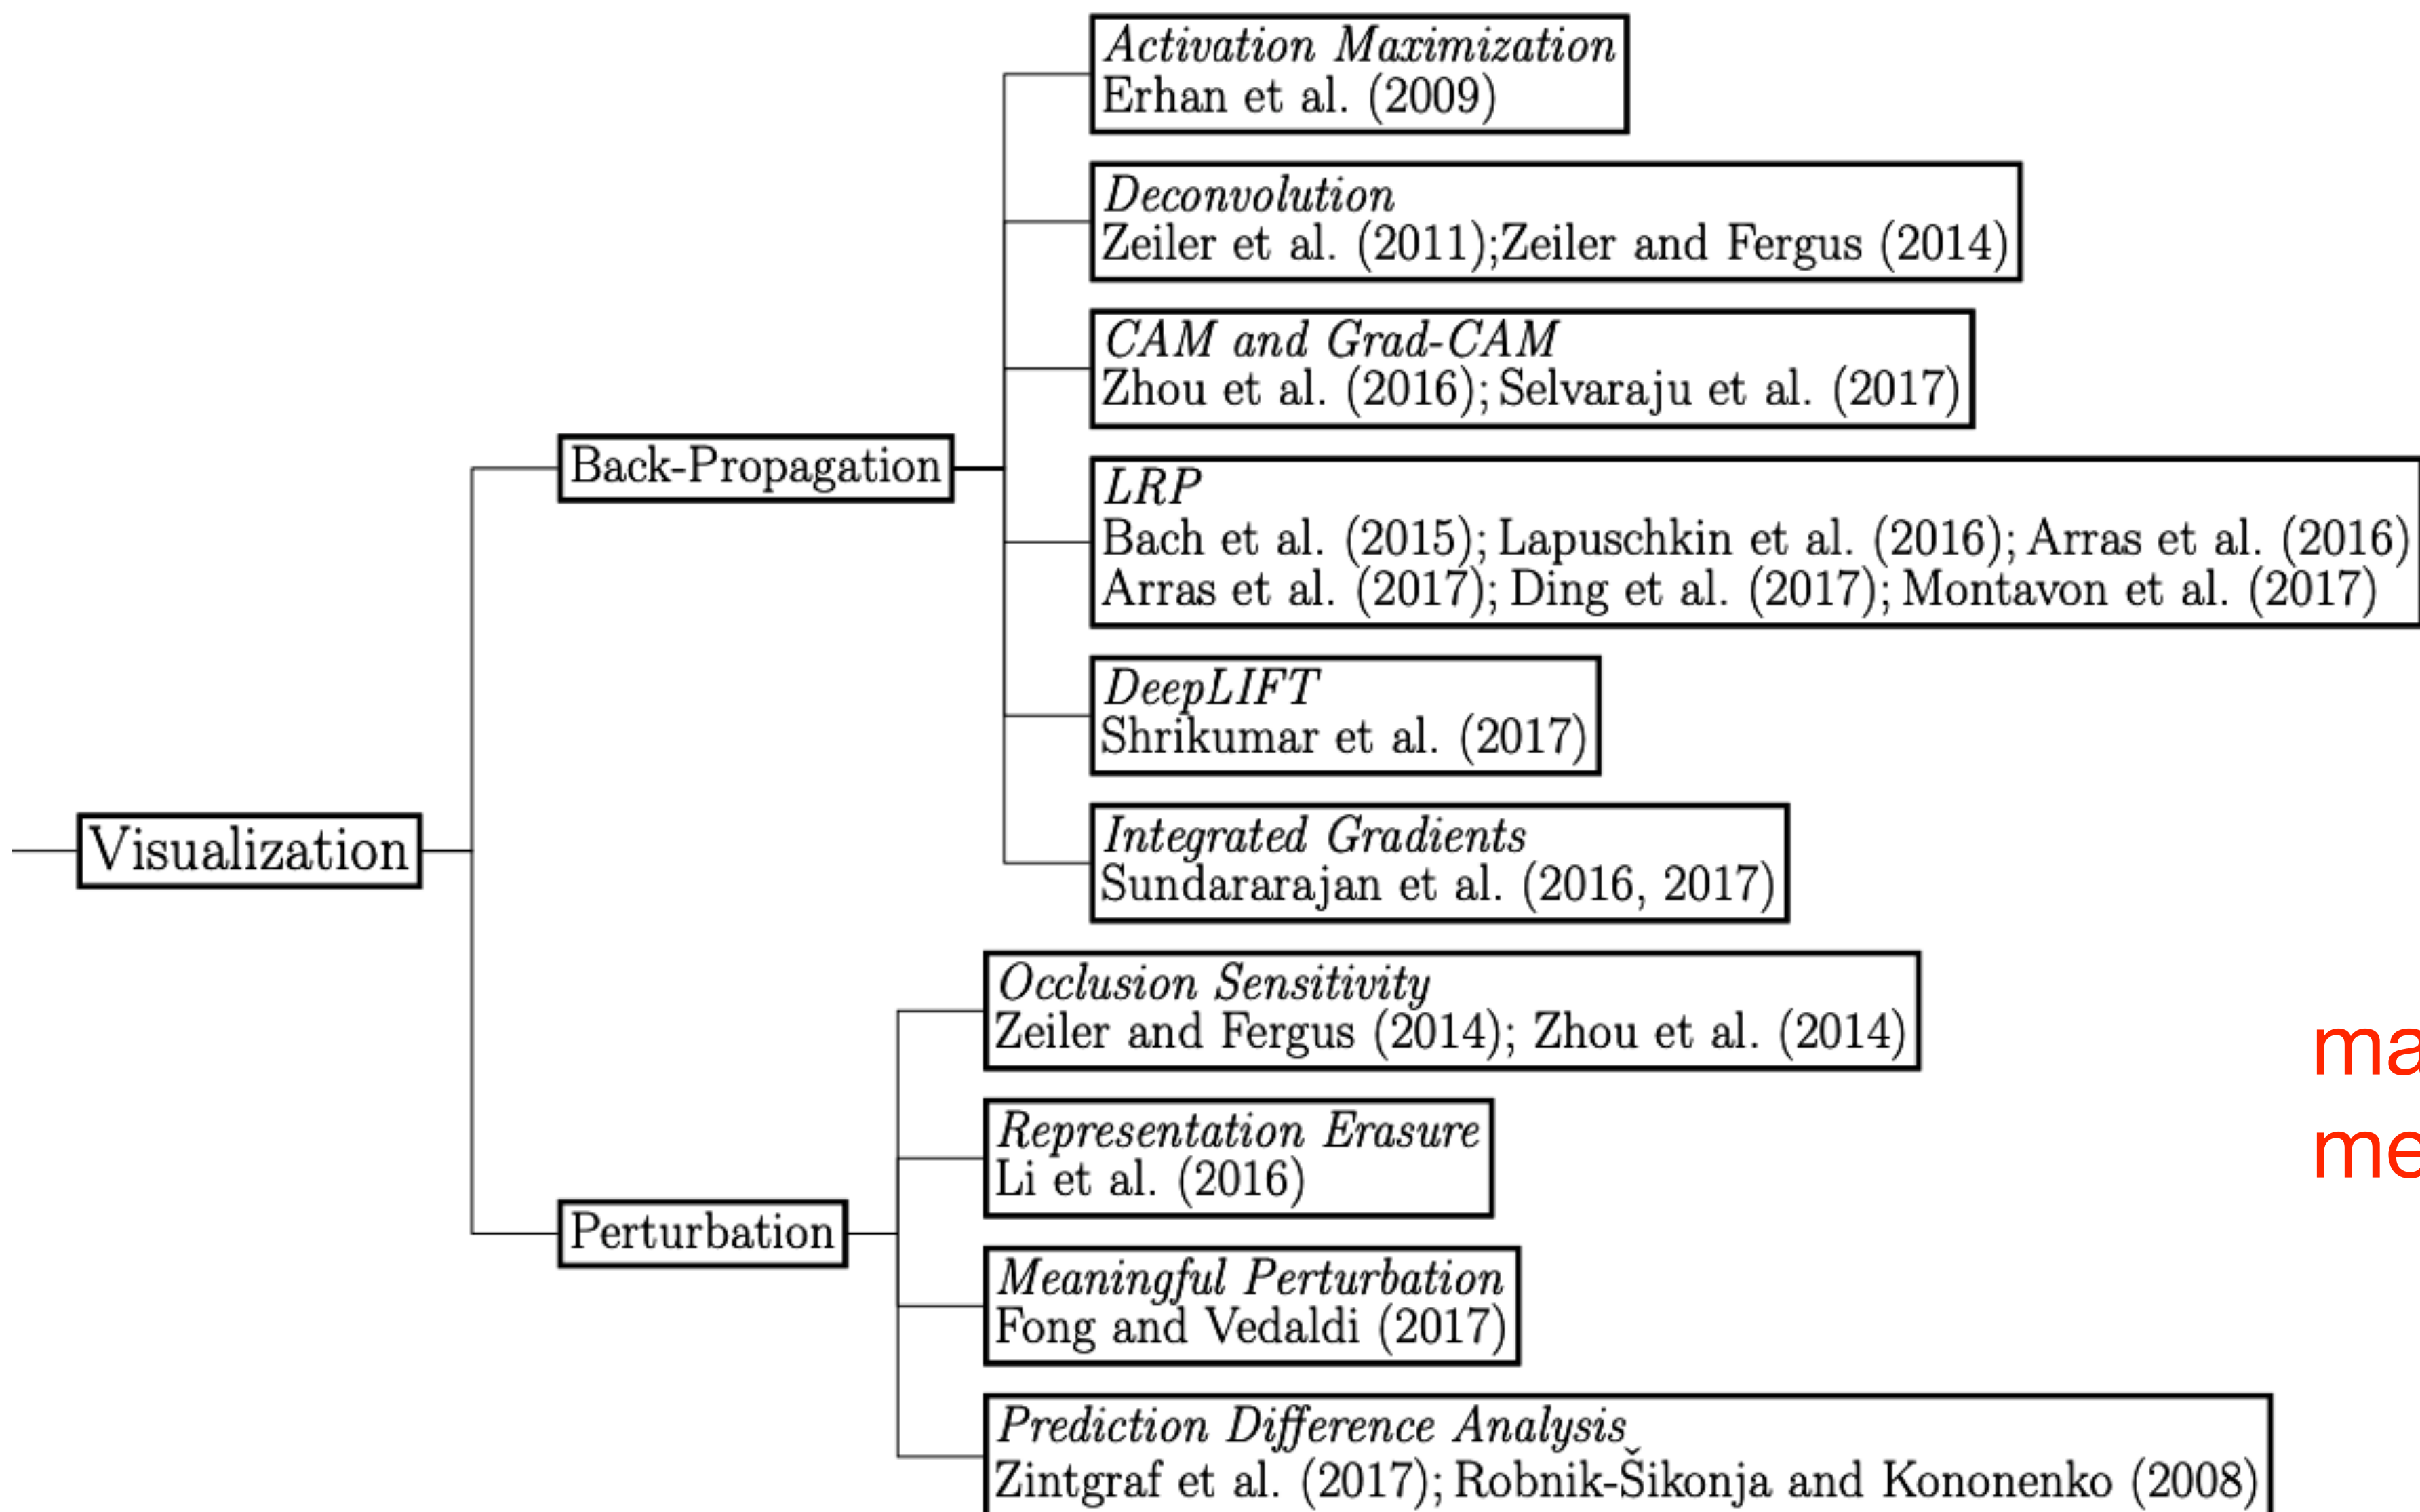 Activation Maximization
Erhan et al. (2009)
Deconvolution
Zeiler et al. (2011);Zeiler and Fergus (2014)
CAM and Grad-CAM
Zhou et al. (2016); Selvaraju et al. (2017)
Back-Propagation
LRP
Bach et al. (2015); Lapuschkin et al. (2016); Arras et al. (2016)
Arras et al. (2017); Ding et al. (2017); Montavon et al. (2017)
DeepLIFT
Shrikumar et al. (2017)
Visualization
Integrated Gradients
Sundararajan et al. (2016, 2017)
Occlusion Sensitivity
Zeiler and Fergus (2014); Zhou et al. (2014)
Representation Erasure
Li et al. (2016)
Perturbation
Meaningful Perturbation
Fong and Vedaldi (2017)
Prediction Difference Analysis
Zintgraf et al. (2017); Robnik-Šikonja and Kononenko (2008)